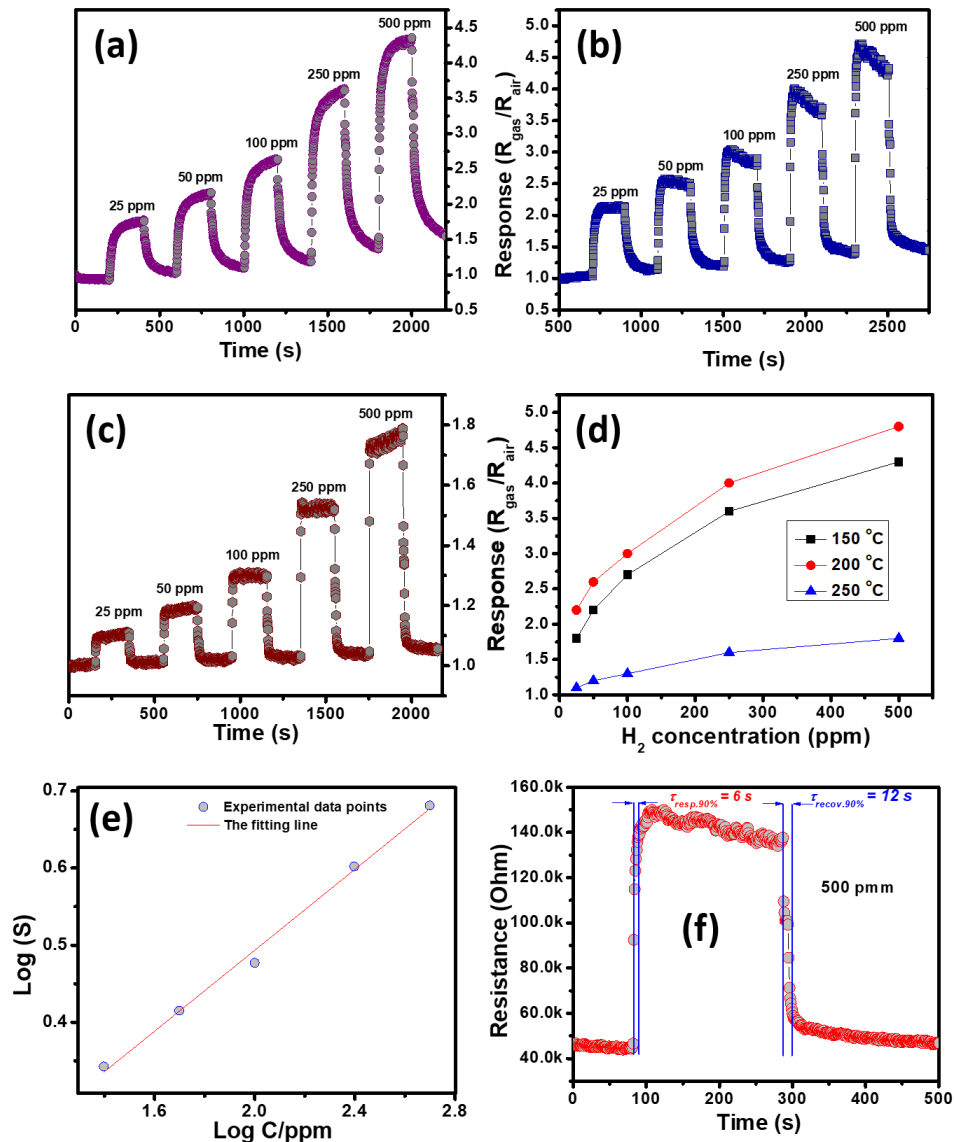 (a)
25 ppm
50 ppm
100 ppm
250 ppm
500 ppm
4.5
4.0
3.5
3.0
2.5
2.0
1.5
1.0
0.5
0 500 1000 1500 2000
Time (s)
(b)
25 ppm
50 ppm
100 ppm
250 ppm
500 ppm
Response (R_gas/R_air)
5.0
4.5
4.0
3.5
3.0
2.5
2.0
1.5
1.0
0.5
500 1000 1500 2000 2500
Time (s)
(c)
25 ppm
50 ppm
100 ppm
250 ppm
500 ppm
1.8
1.6
1.4
1.2
1.0
0 500 1000 1500 2000
Time (s)
(d)
Response (R_gas/R_air)
5.0
4.5
4.0
3.5
3.0
2.5
2.0
1.5
1.0
150 °C
200 °C
250 °C
0 100 200 300 400 500
H₂ concentration (ppm)
(e)
Experimental data points
The fitting line
Log (S)
0.7
0.6
0.5
0.4
1.6 2.0 2.4 2.8
Log C/ppm
(f)
τresp.90% = 6 s
τrecov.90% = 12 s
500 pmm
Resistance (Ohm)
160.0k
140.0k
120.0k
100.0k
80.0k
60.0k
40.0k
0 100 200 300 400 500
Time (s)